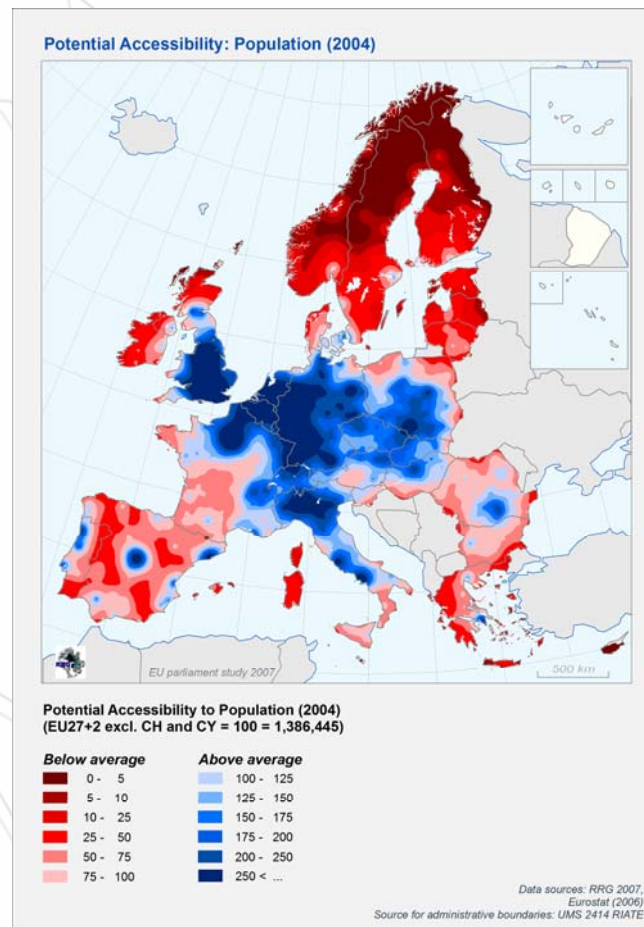 Potential Accessibility: Population (2004)
EU parliament study 2007
500 km
Potential Accessibility to Population (2004)
(EU27+2 excl. CH and CY = 100 = 1,386,445)
Below average
0 - 5
5 - 10
10 - 25
25 - 50
50 - 75
75 - 100
Above average
100 - 125
125 - 150
150 - 175
175 - 200
200 - 250
250 < ...
Data sources: RRG 2007,
Eurostat (2006)
Source for administrative boundaries: UMS 2414 RIATE